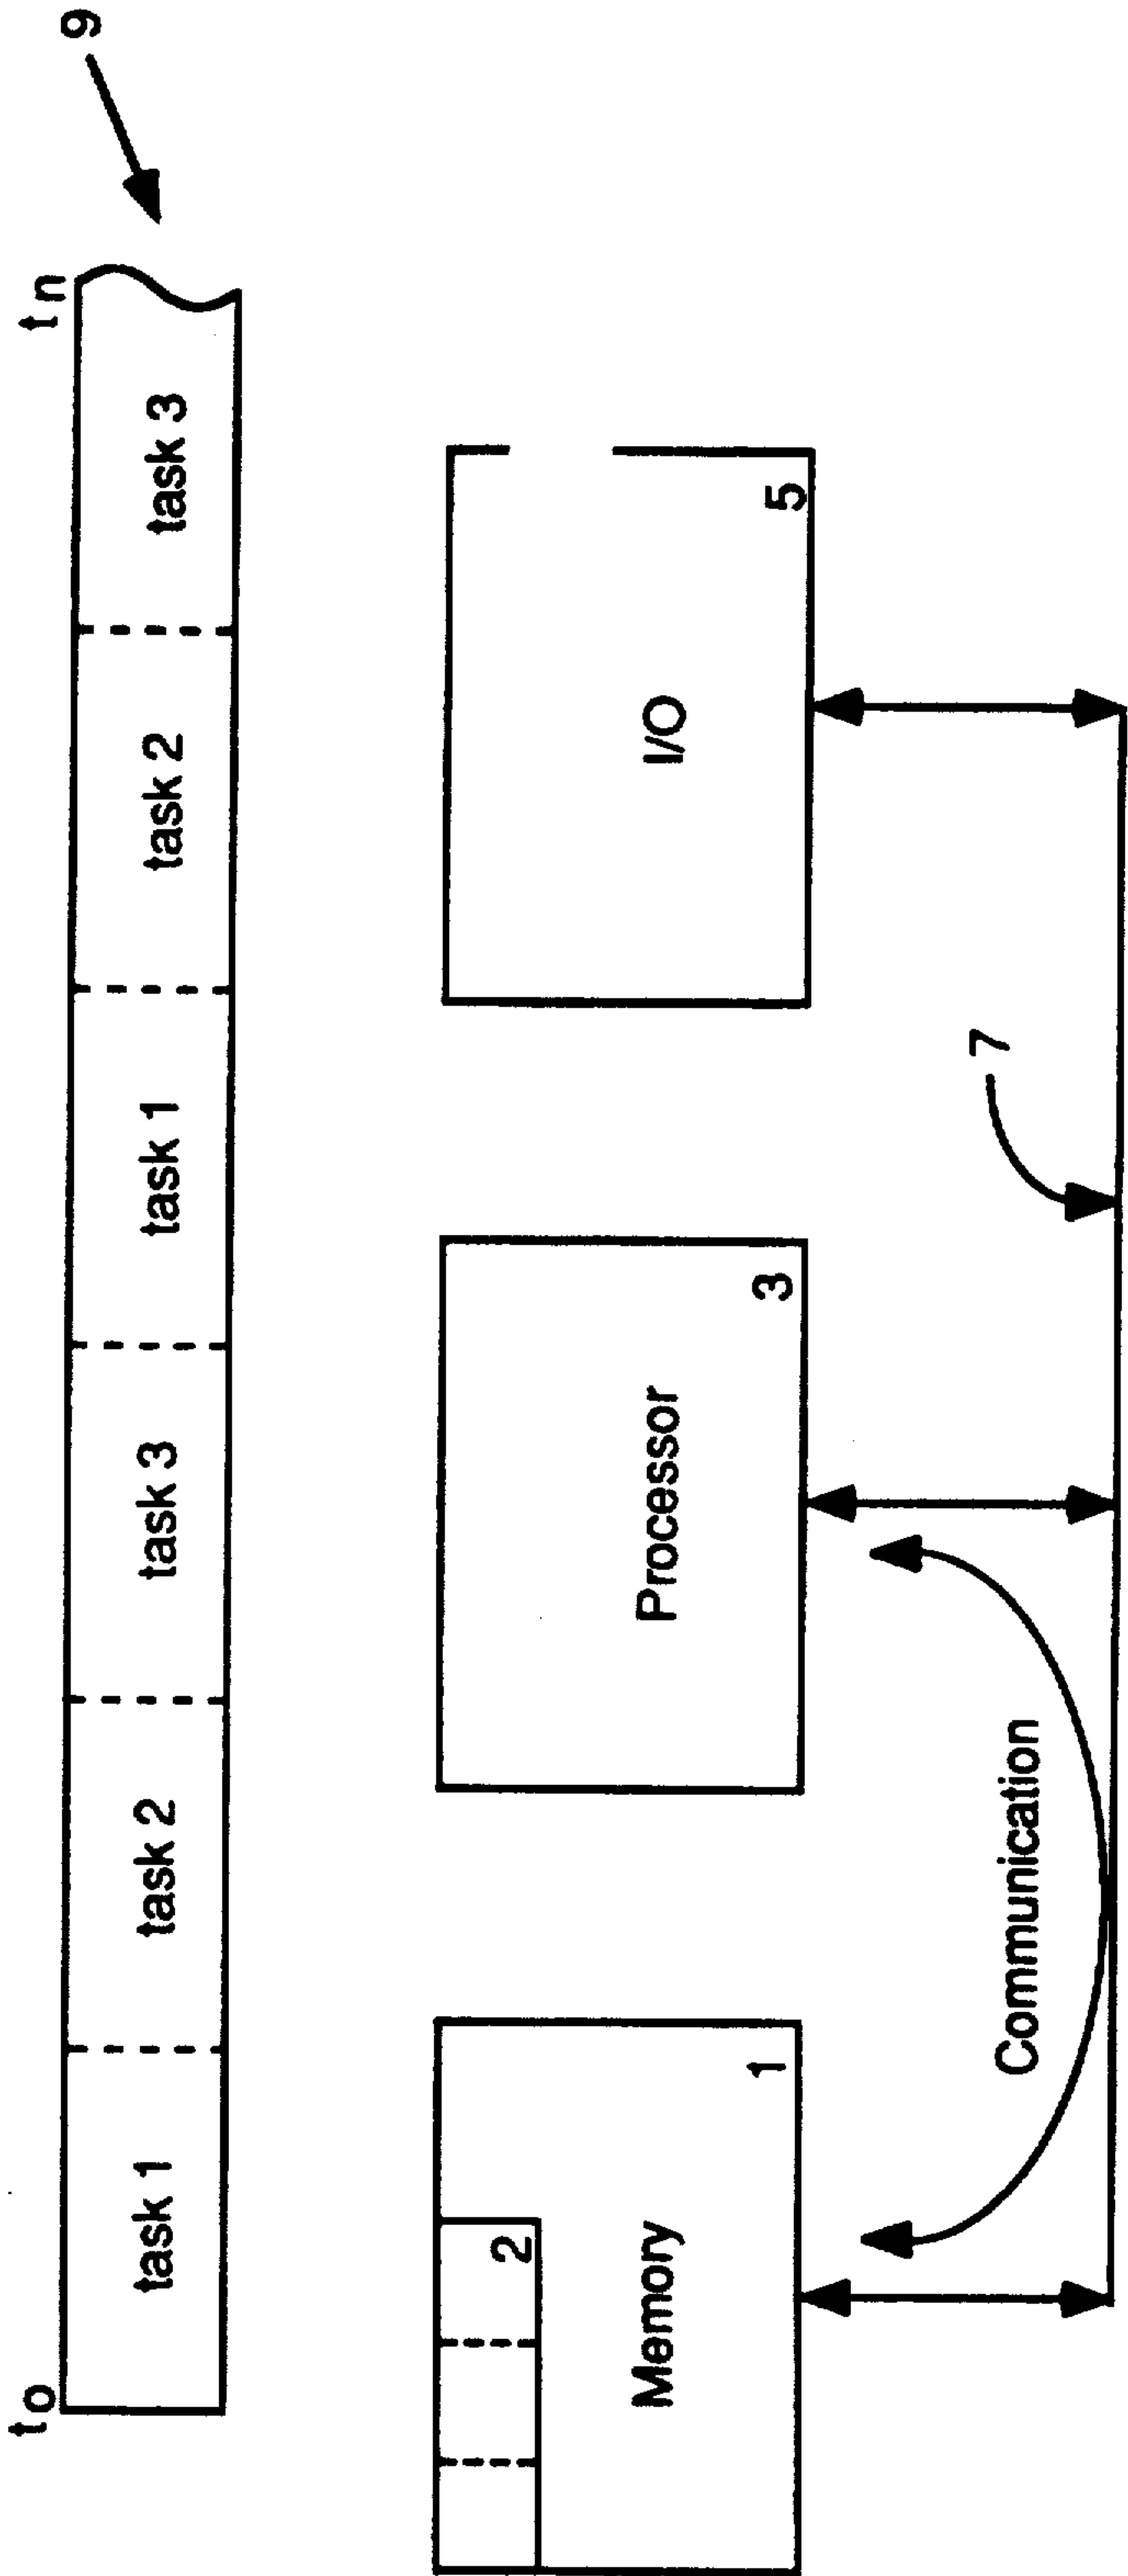 t0 tn
9
task 1 task 2 task 3 task 1 task 2 task 3
2
Memory
1
Processor
3
I/O
5
Communication
7